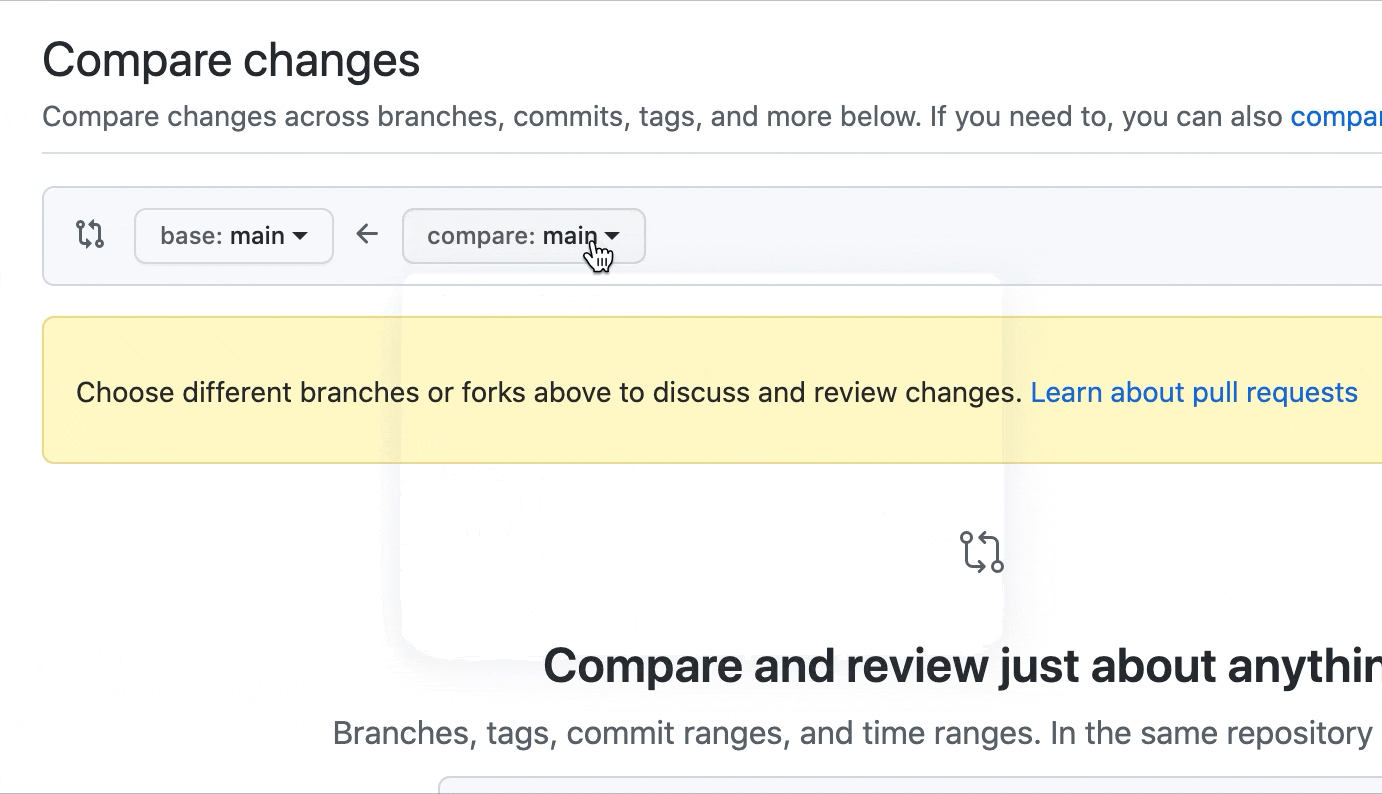 Compare changes
Compare changes across branches, commits, tags, and more below. If you need to, you can also compar
base: main
compare: main
Choose different branches or forks above to discuss and review changes. Learn about pull requests
Compare and review just about anythin
Branches, tags, commit ranges, and time ranges. In the same repository